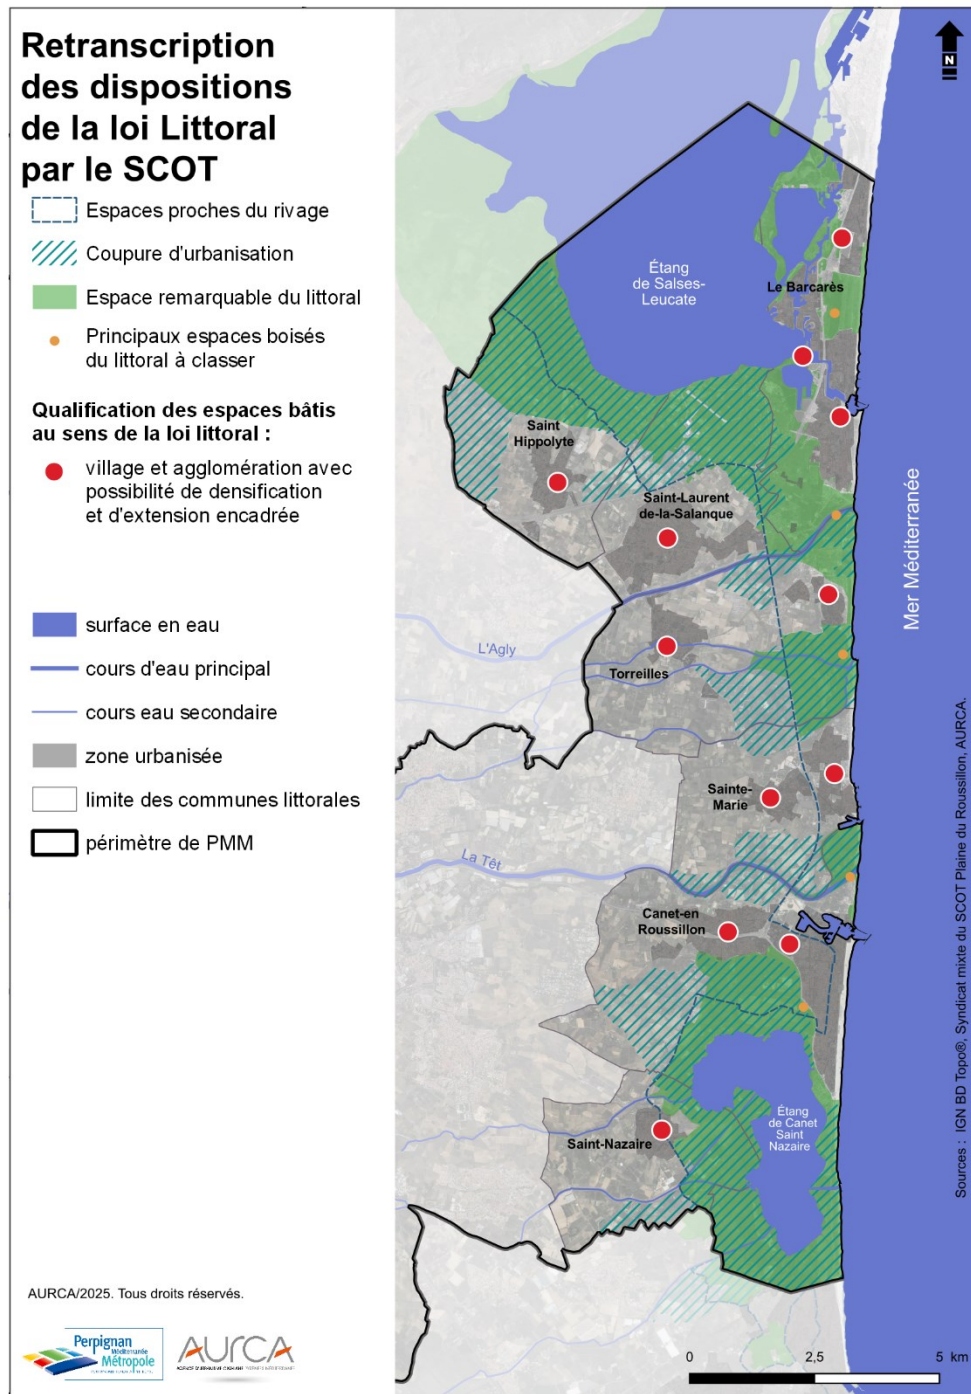 Retranscription
des dispositions
de la loi Littoral
par le SCOT
Espaces proches du rivage
Coupure d'urbanisation
Espace remarquable du littoral
Principaux espaces boisés
du littoral à classer
Qualification des espaces bâtis
au sens de la loi littoral :
village et agglomération avec
possibilité de densification
et d'extension encadrée
surface en eau
cours d'eau principal
cours eau secondaire
zone urbanisée
limite des communes littorales
périmètre de PMM
N
Étang
de Salses-
Leucate
Le Barcarès
Saint
Hippolyte
Saint-Laurent
de-la-Salanque
Mer Méditerranée
L'Agly
Torreilles
Sainte-
Marie
La Têt
Canet-en
Roussillon
Étang
de Canet
Saint
Nazaire
Saint-Nazaire
Sources : IGN BD Topo®, Syndicat mixte du SCOT Plaine du Roussillon, AURCA.
AURCA/2025. Tous droits réservés.
Perpignan
Méditerranée
Métropole
AURCA
0 2,5 5 km